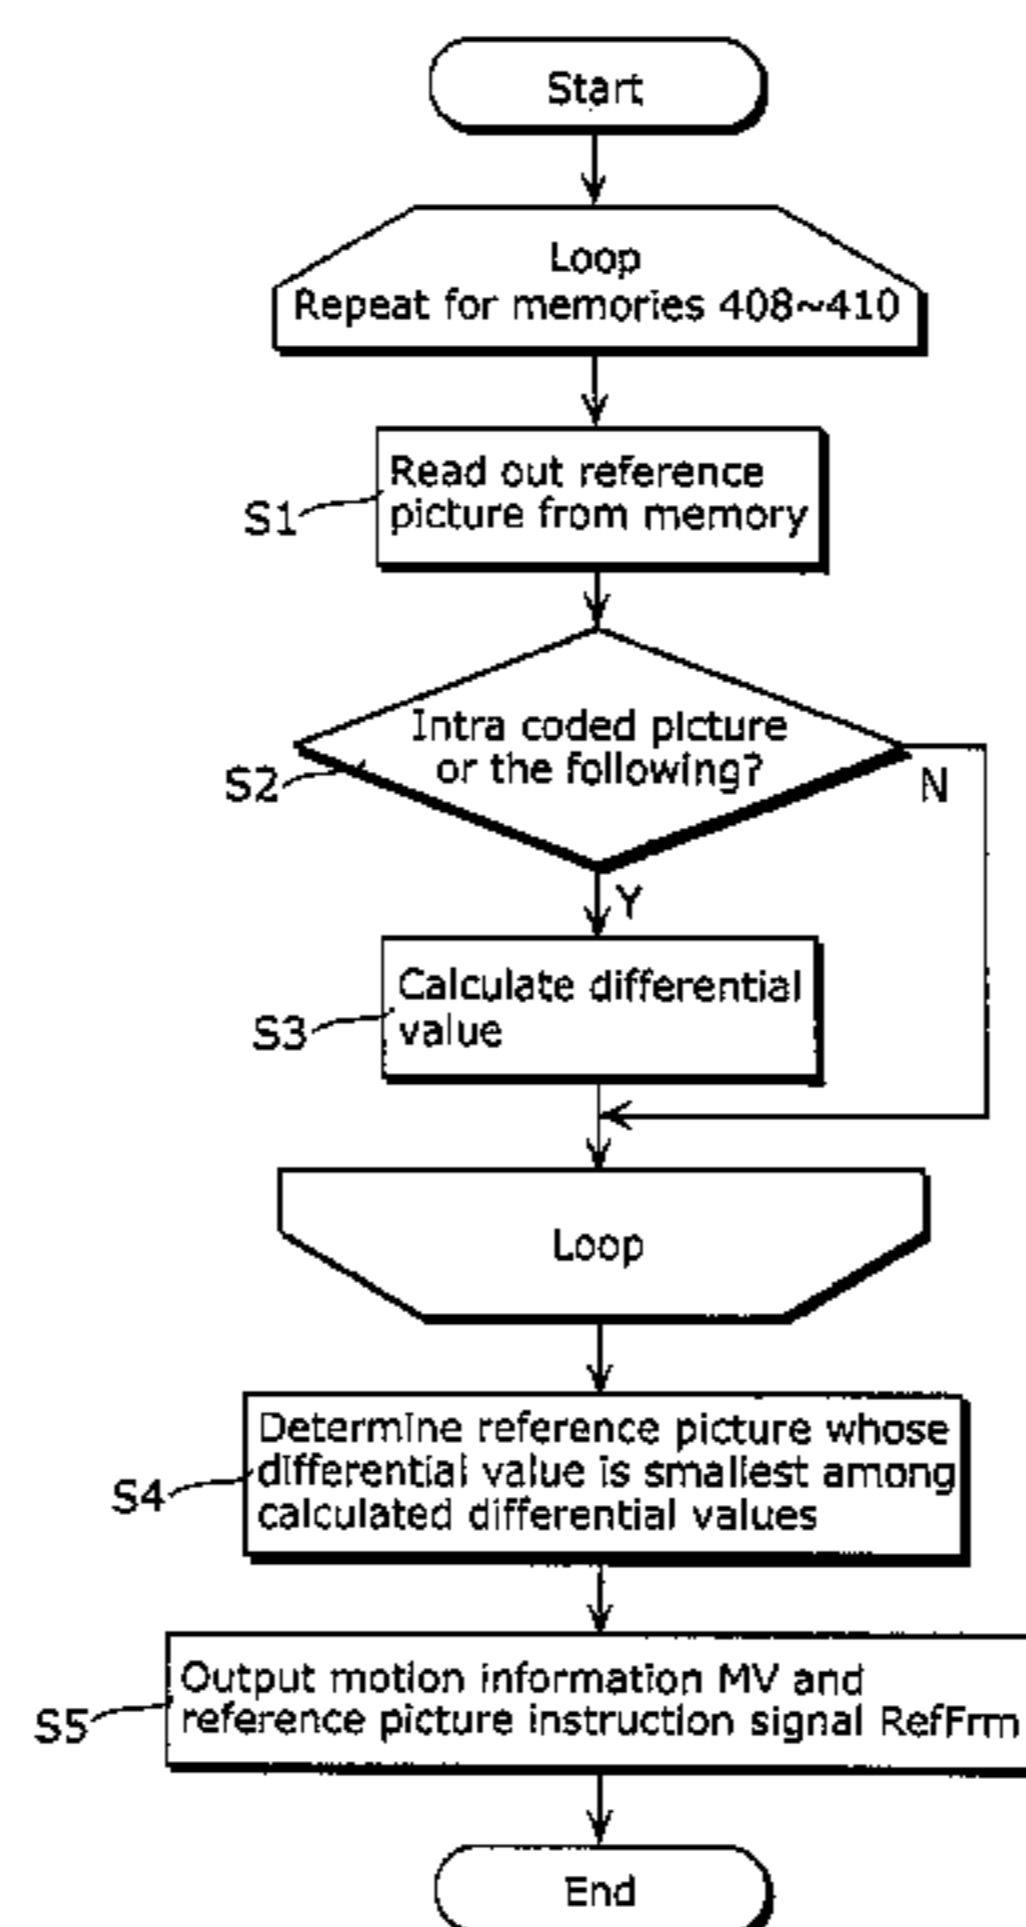 Start
Loop
Repeat for memories 408~410
S1
Read out reference
picture from memory
S2
Intra coded picture
or the following?
N
Y
S3
Calculate differential
value
Loop
S4
Determine reference picture whose
differential value is smallest among
calculated differential values
S5
Output motion information MV and
reference picture instruction signal RefFrm
End